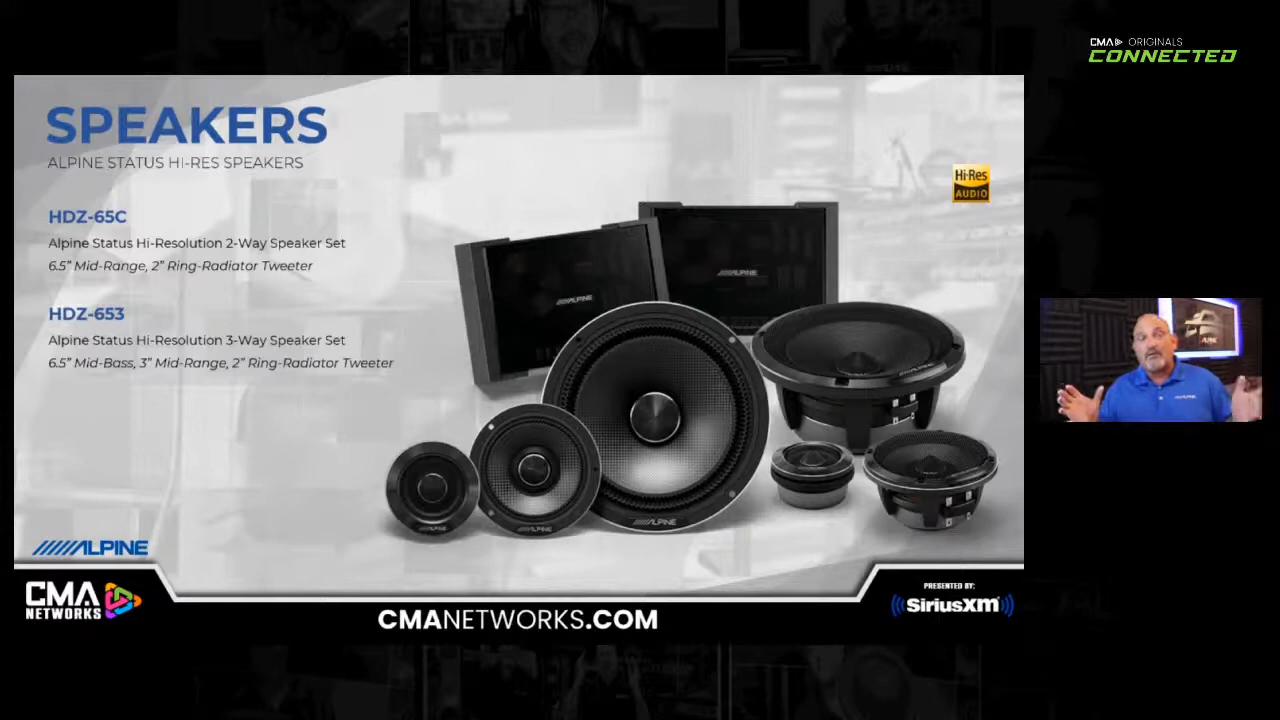 CMA ORIGINALS
CONNECTED
SPEAKERS
ALPINE STATUS HI-RES SPEAKERS
Hi-Res
AUDIO
HDZ-65C
Alpine Status Hi-Resolution 2-Way Speaker Set
6.5” Mid-Range, 2” Ring-Radiator Tweeter
HDZ-653
Alpine Status Hi-Resolution 3-Way Speaker Set
6.5” Mid-Bass, 3” Mid-Range, 2” Ring-Radiator Tweeter
ALPINE
ALPINE
ALPINE
ALPINE
ALPINE
ALPINE
ALPINE
CMA
NETWORKS
CMANETWORKS.COM
PRESENTED BY:
SiriusXM